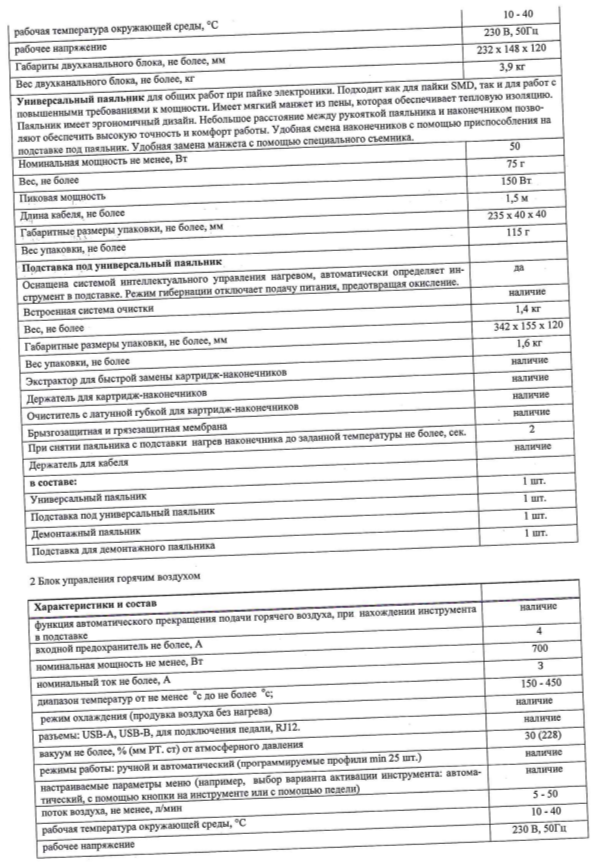 рабочая температура окружающей среды, °С 10 - 40
рабочее напряжение 230 В, 50Гц
Габариты двухканального блока, не более, мм 232 х 148 х 120
Вес двухканального блока, не более, кг 3,9 кг
Универсальный паяльник для общих работ при пайке электроники. Подходит как для пайки SMD, так и для работ с
повышенными требованиями к мощности. Имеет мягкий манжет из пены, которая обеспечивает тепловую изоляцию.
Паяльник имеет эргономичный дизайн. Небольшое расстояние между рукояткой паяльника и наконечником позво-
ляют обеспечить высокую точность и комфорт работы. Удобная смена наконечников с помощью приспособления на
подставке под паяльник. Удобная замена манжета с помощью специального съемника.
Номинальная мощность не менее, Вт 50
Вес, не более 75 г
Пиковая мощность 150 Вт
Длина кабеля, не более 1,5 м
Габаритные размеры упаковки, не более, мм 235 х 40 х 40
Вес упаковки, не более 115 г
Подставка под универсальный паяльник
Оснащена системой интеллектуального управления нагревом, автоматически определяет ин-
струмент в подставке. Режим гибернации отключает подачу питания, предотвращая окисление. да
Встроенная система очистки наличие
Вес, не более 1,4 кг
Габаритные размеры упаковки, не более, мм 342 х 155 х 120
Вес упаковки, не более 1,6 кг
Экстрактор для быстрой замены картридж-наконечников наличие
Держатель для картридж-наконечников наличие
Очиститель с латунной губкой для картридж-наконечников наличие
Брызгозащитная и грязезащитная мембрана наличие
При снятии паяльника с подставки нагрев наконечника до заданной температуры не более, сек. 2
Держатель для кабеля наличие
в составе:
Универсальный паяльник 1 шт.
Подставка под универсальный паяльник 1 шт.
Демонтажный паяльник 1 шт.
Подставка для демонтажного паяльника 1 шт.
2 Блок управления горячим воздухом
Характеристики и состав
функция автоматического прекращения подачи горячего воздуха, при нахождении инструмента наличие
в подставке
входной предохранитель не более, А 4
номинальная мощность не менее, Вт 700
номинальный ток не более, А 3
диапазон температур от не менее °с до не более °с; 150 - 450
режим охлаждения (продувка воздуха без нагрева) наличие
разъемы: USB-A, USB-B, для подключения педали, RJ12. наличие
вакуум не более, % (мм РТ. ст) от атмосферного давления 30 (228)
режимы работы: ручной и автоматический (программируемые профили min 25 шт.) наличие
настраиваемые параметры меню (например, выбор варианта активации инструмента: автома- наличие
тический, с помощью кнопки на инструменте или с помощью педели)
поток воздуха, не менее, л/мин 5 - 50
рабочая температура окружающей среды, °С 10 - 40
рабочее напряжение 230 В, 50Гц